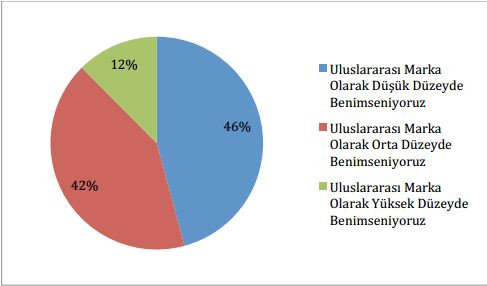 12%
46%
42%
Uluslararası Marka
Olarak Düşük Düzeyde
Benimseniyoruz
Uluslararası Marka
Olarak Orta Düzeyde
Benimseniyoruz
Uluslararası Marka
Olarak Yüksek Düzeyde
Benimseniyoruz